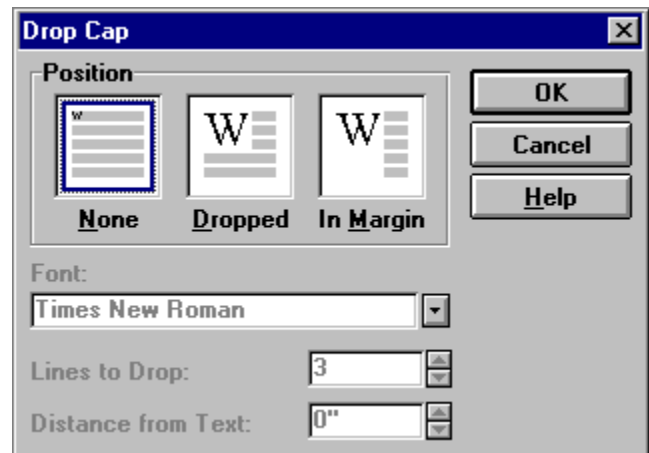 Drop Cap
Position
W W W
None Dropped In Margin
OK
Cancel
Help
Font:
Times New Roman
Lines to Drop: 3
Distance from Text: 0"